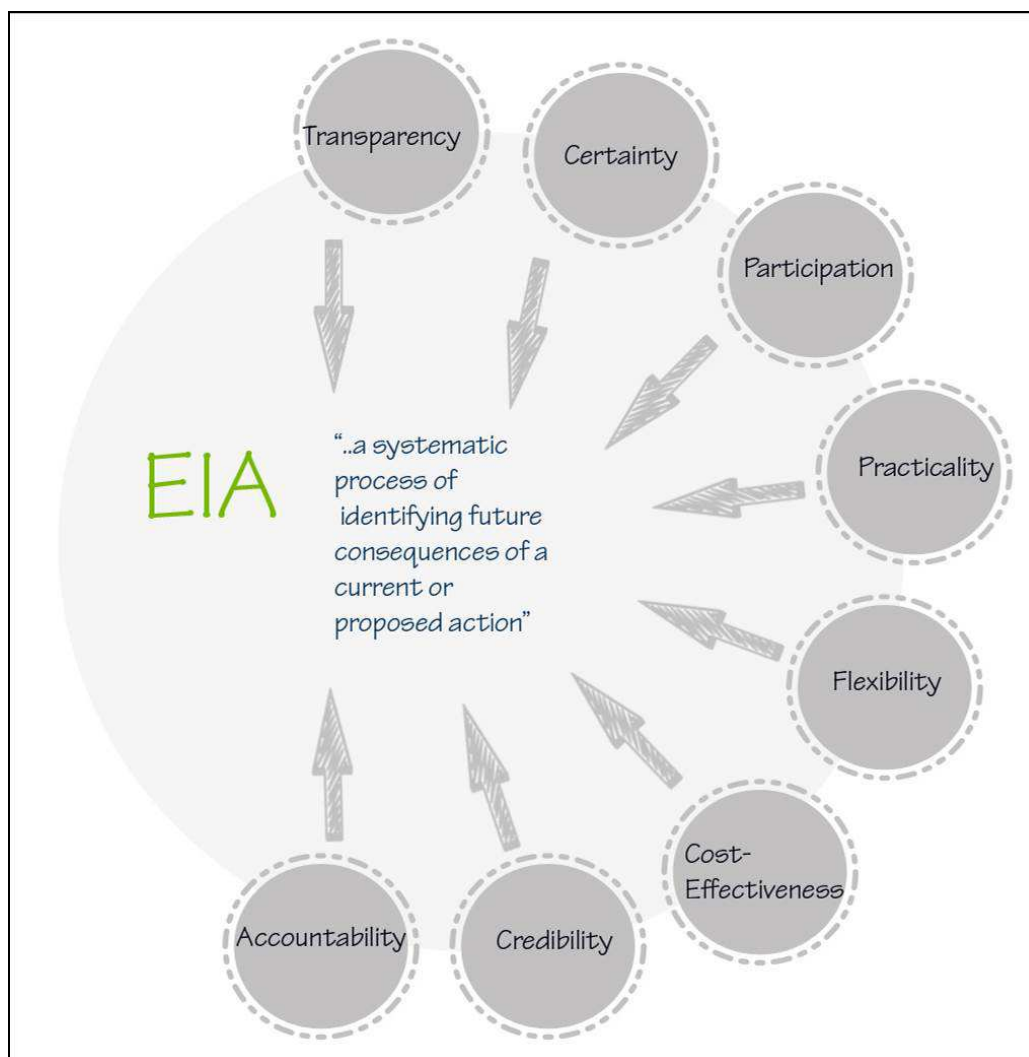 Transparency
Certainty
Participation
Practicality
EIA
"..a systematic
process of
identifying future
consequences of a
current or
proposed action"
Flexibility
Cost-
Effectiveness
Credibility
Accountability